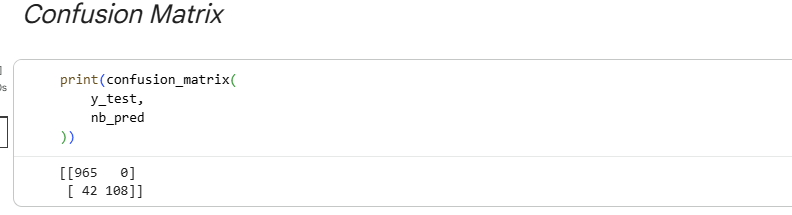 Confusion Matrix
print(confusion_matrix(
    y_test,
    nb_pred
))
[[965   0]
 [ 42 108]]